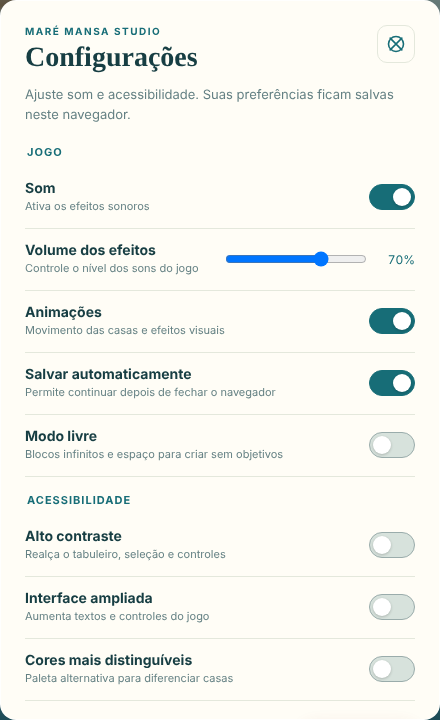 MARÉ MANSA STUDIO
Configurações
Ajuste som e acessibilidade. Suas preferências ficam salvas
neste navegador.
JOGO
Som
Ativa os efeitos sonoros
Volume dos efeitos
Controle o nível dos sons do jogo
70%
Animações
Movimento das casas e efeitos visuais
Salvar automaticamente
Permite continuar depois de fechar o navegador
Modo livre
Blocos infinitos e espaço para criar sem objetivos
ACESSIBILIDADE
Alto contraste
Realça o tabuleiro, seleção e controles
Interface ampliada
Aumenta textos e controles do jogo
Cores mais distinguíveis
Paleta alternativa para diferenciar casas